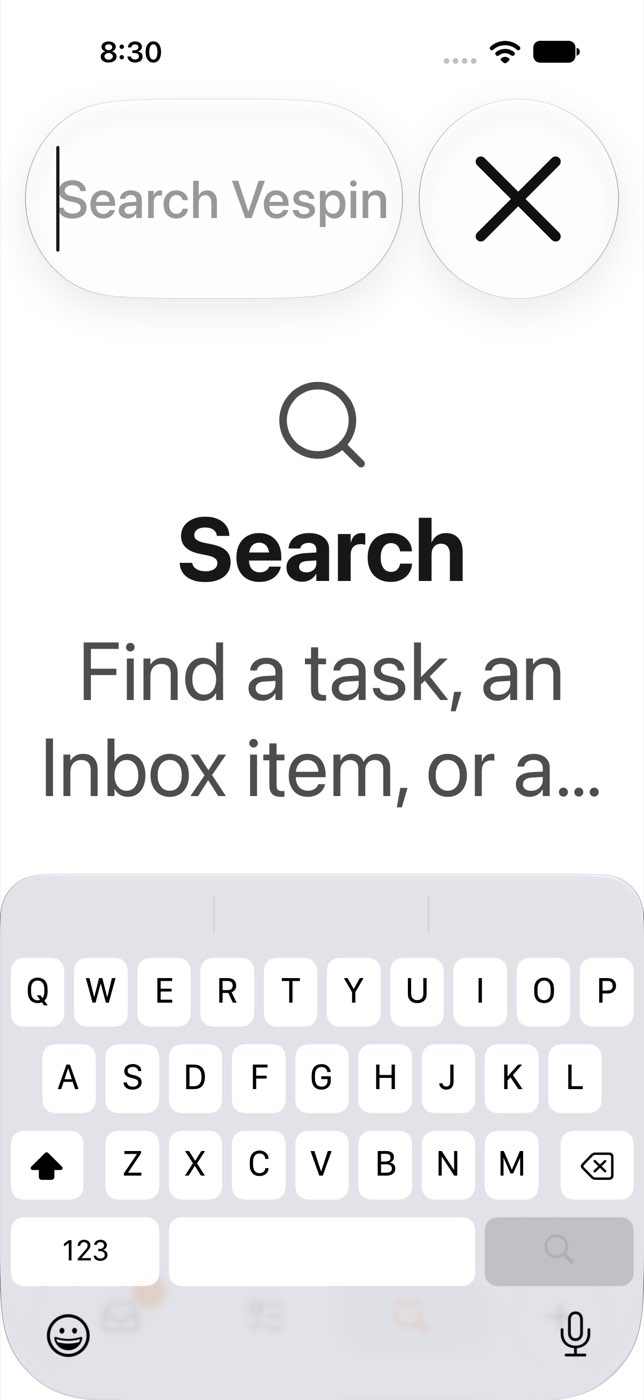 8:30
Search Vespin
Search
Find a task, an
Inbox item, or a…
Q W E R T Y U I O P
A S D F G H J K L
Z X C V B N M
123